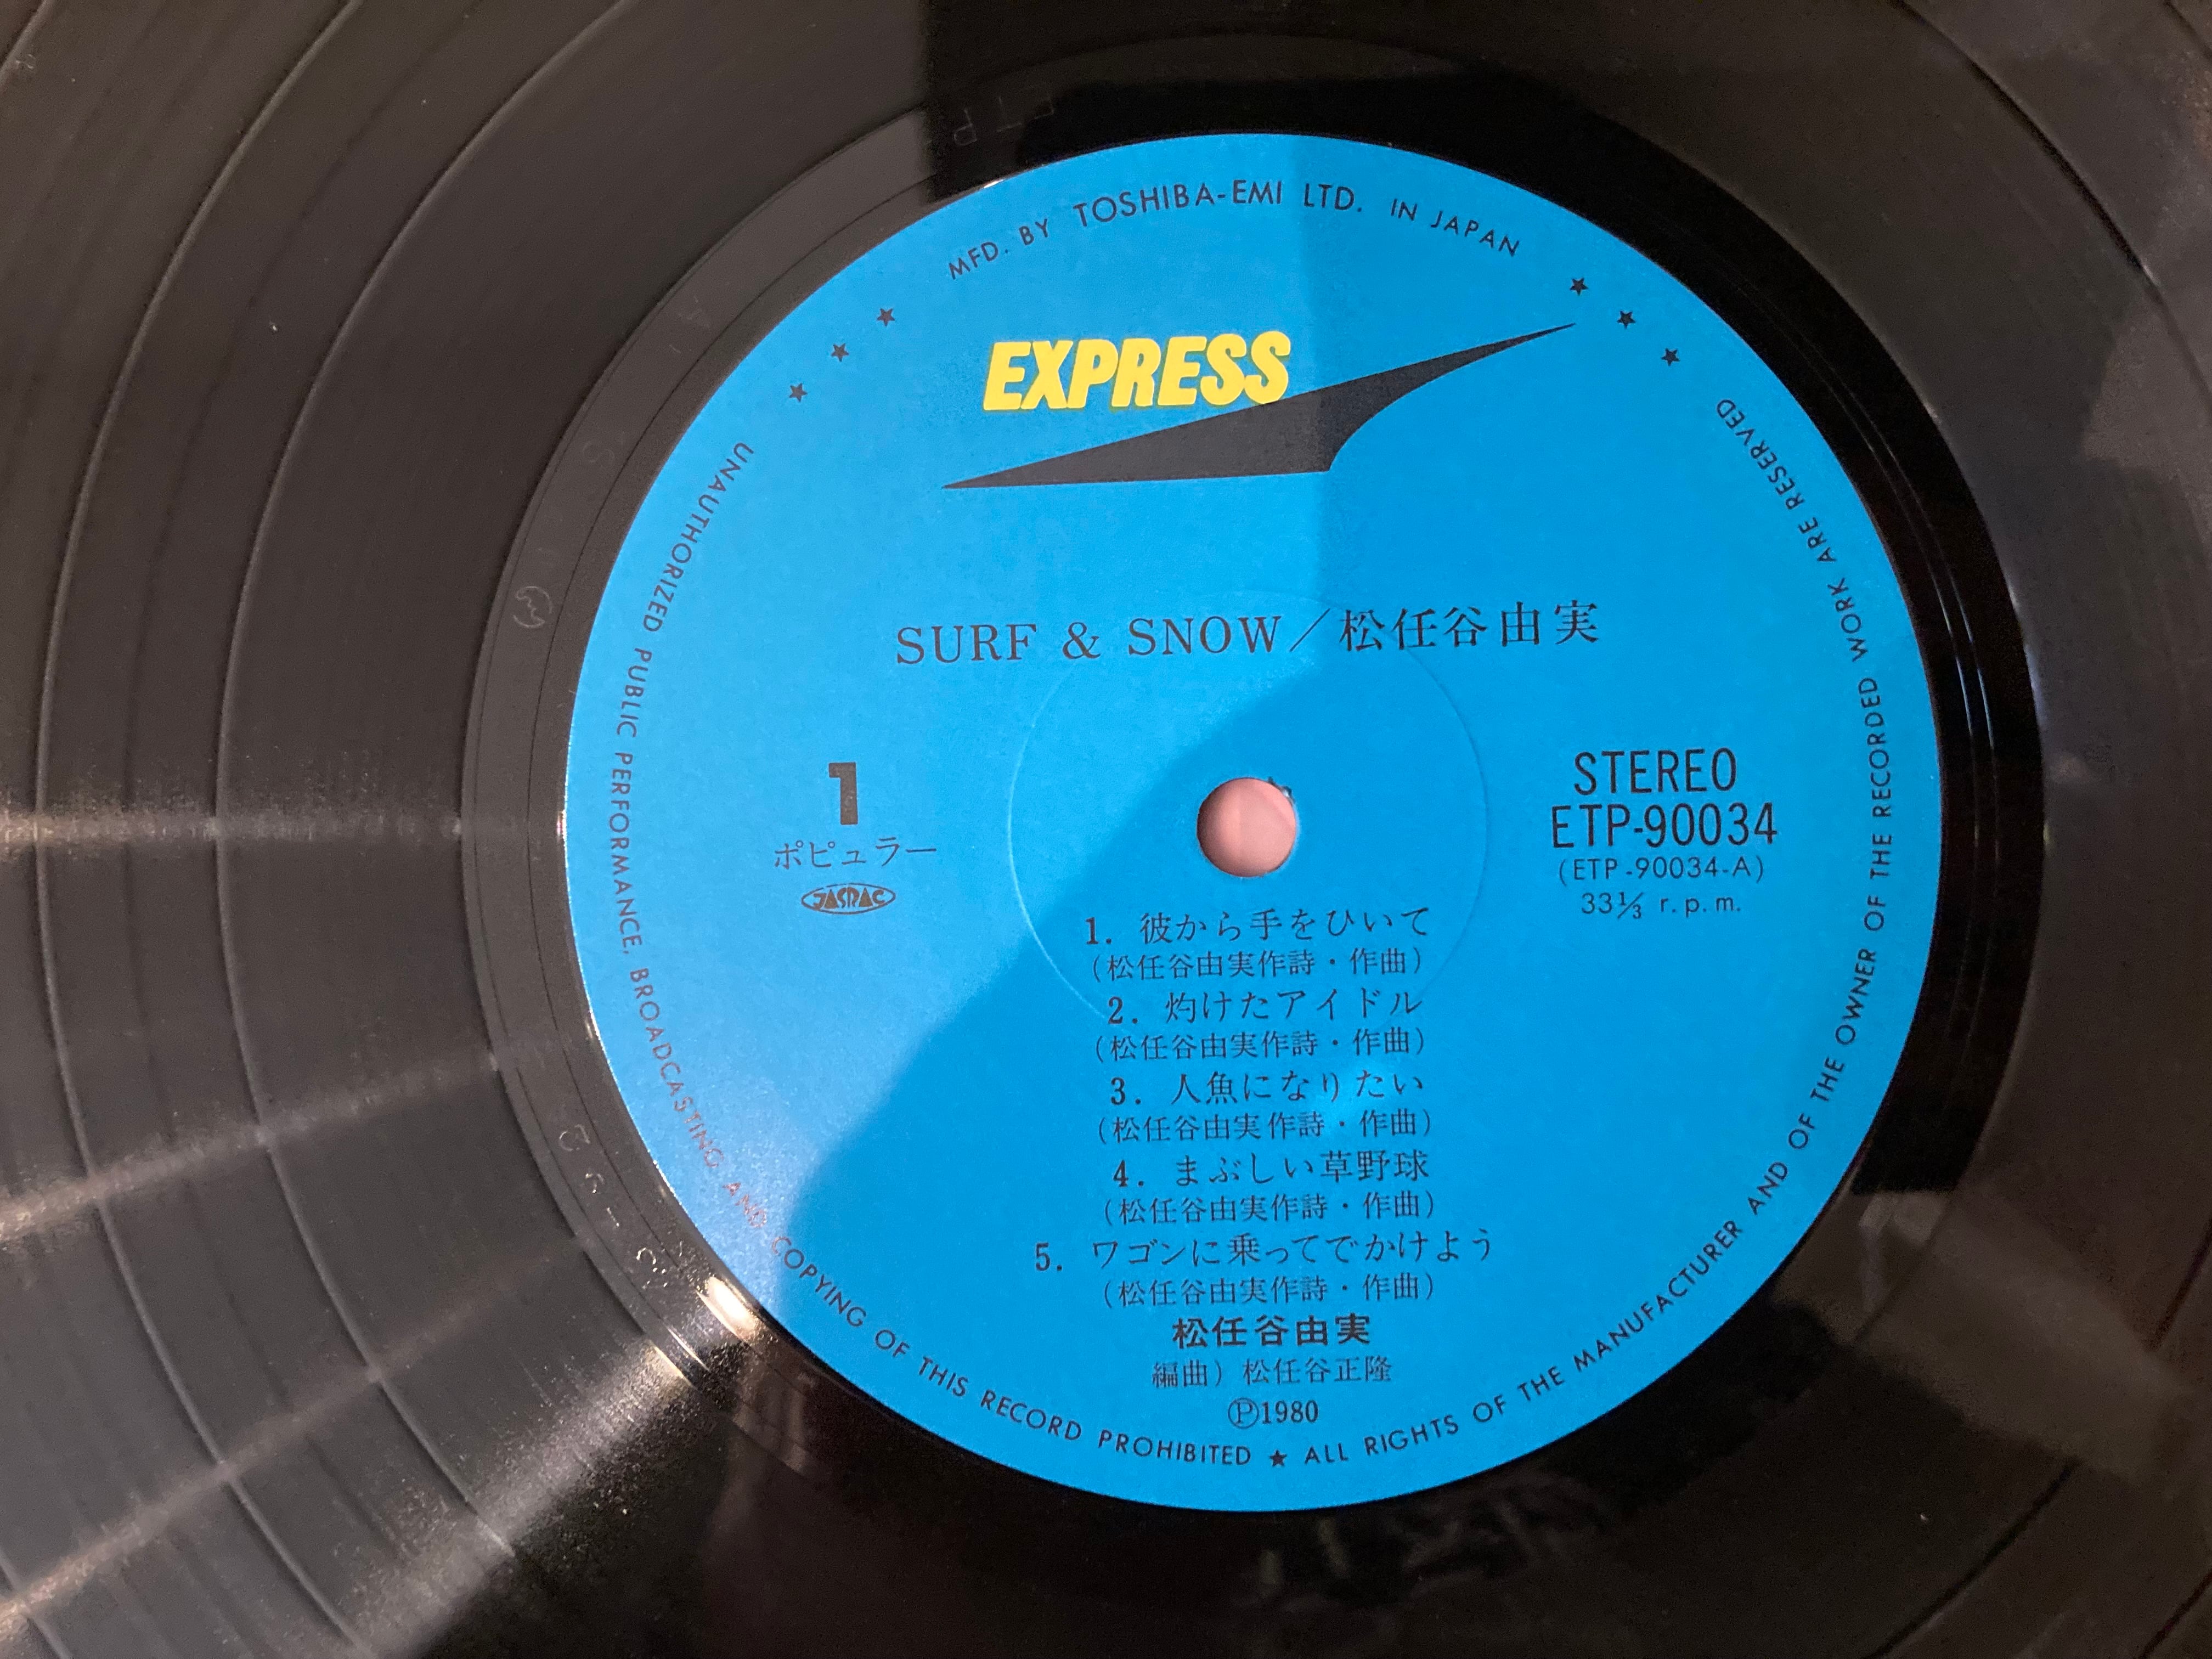 MFD. BY TOSHIBA-EMI LTD. IN JAPAN
EXPRESS
SURF & SNOW／松任谷由実
1
ポピュラー
JASRAC
STEREO
ETP-90034
(ETP-90034-A)
33⅓ r.p.m.
1. 彼から手をひいて
(松任谷由実作詩・作曲)
2. 灼けたアイドル
(松任谷由実作詩・作曲)
3. 人魚になりたい
(松任谷由実作詩・作曲)
4. まぶしい草野球
(松任谷由実作詩・作曲)
5. ワゴンに乗ってでかけよう
(松任谷由実作詩・作曲)
松任谷由実
編曲) 松任谷正隆
Ⓟ1980
UNAUTHORIZED PUBLIC PERFORMANCE, BROADCASTING AND COPYING OF THIS RECORD PROHIBITED ★ ALL RIGHTS OF THE MANUFACTURER AND OF THE OWNER OF THE RECORDED WORK ARE RESERVED
ETP